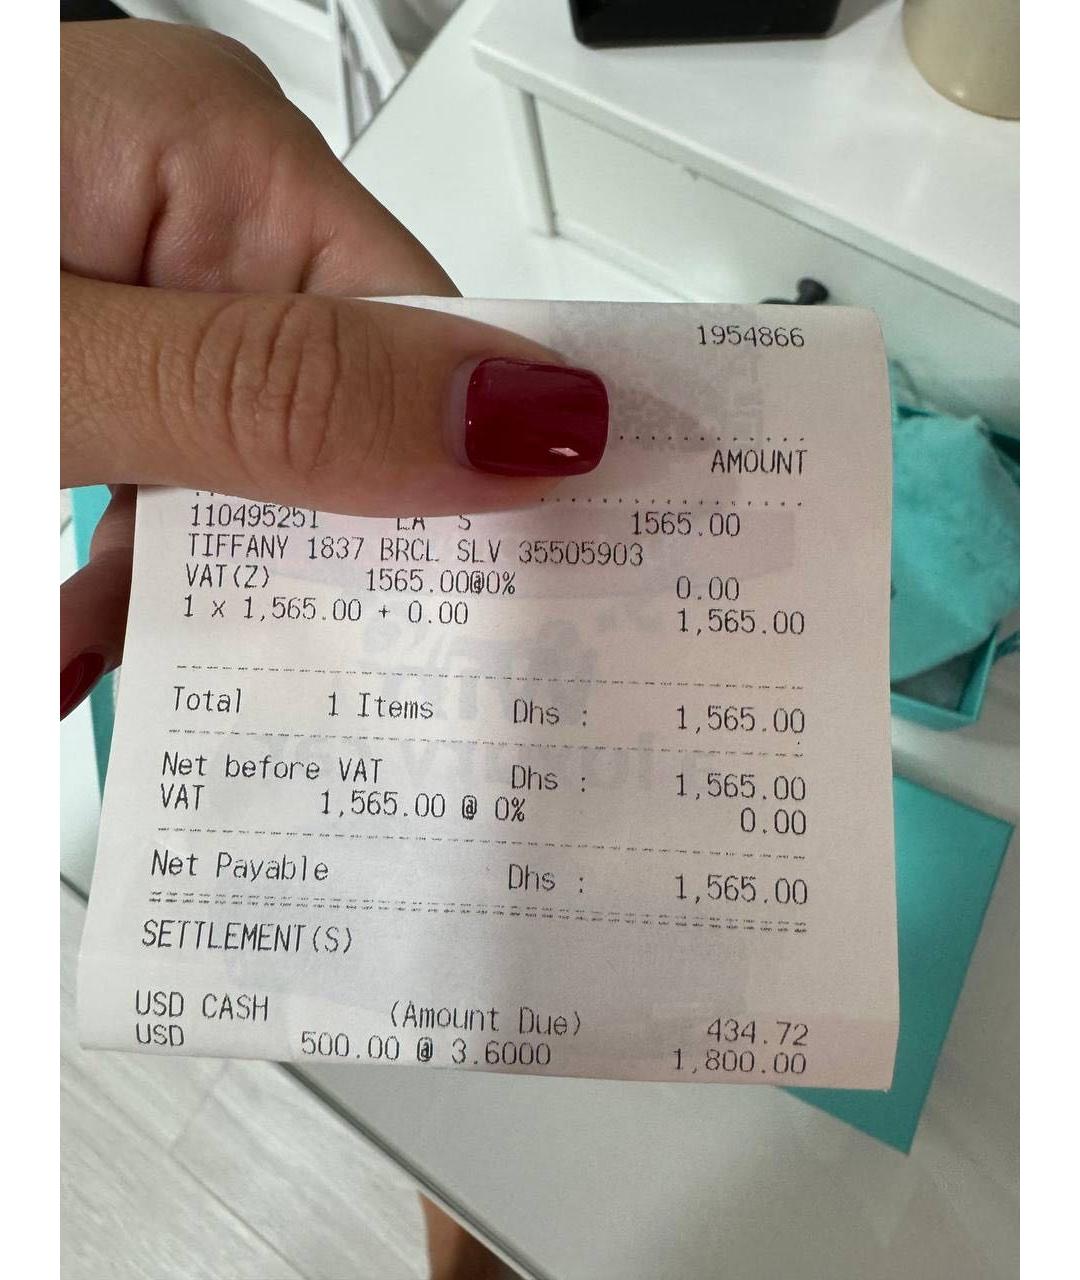 1954866
AMOUNT
110495251 EA S 1565.00
TIFFANY 1837 BRCL SLV 35505903
VAT(Z) 1565.00@0% 0.00
1 x 1,565.00 + 0.00 1,565.00
Total 1 Items Dhs : 1,565.00
Net before VAT Dhs : 1,565.00
VAT 1,565.00 @ 0% 0.00
Net Payable Dhs : 1,565.00
SETTLEMENT(S)
USD CASH (Amount Due) 434.72
USD 500.00 @ 3.6000 1,800.00